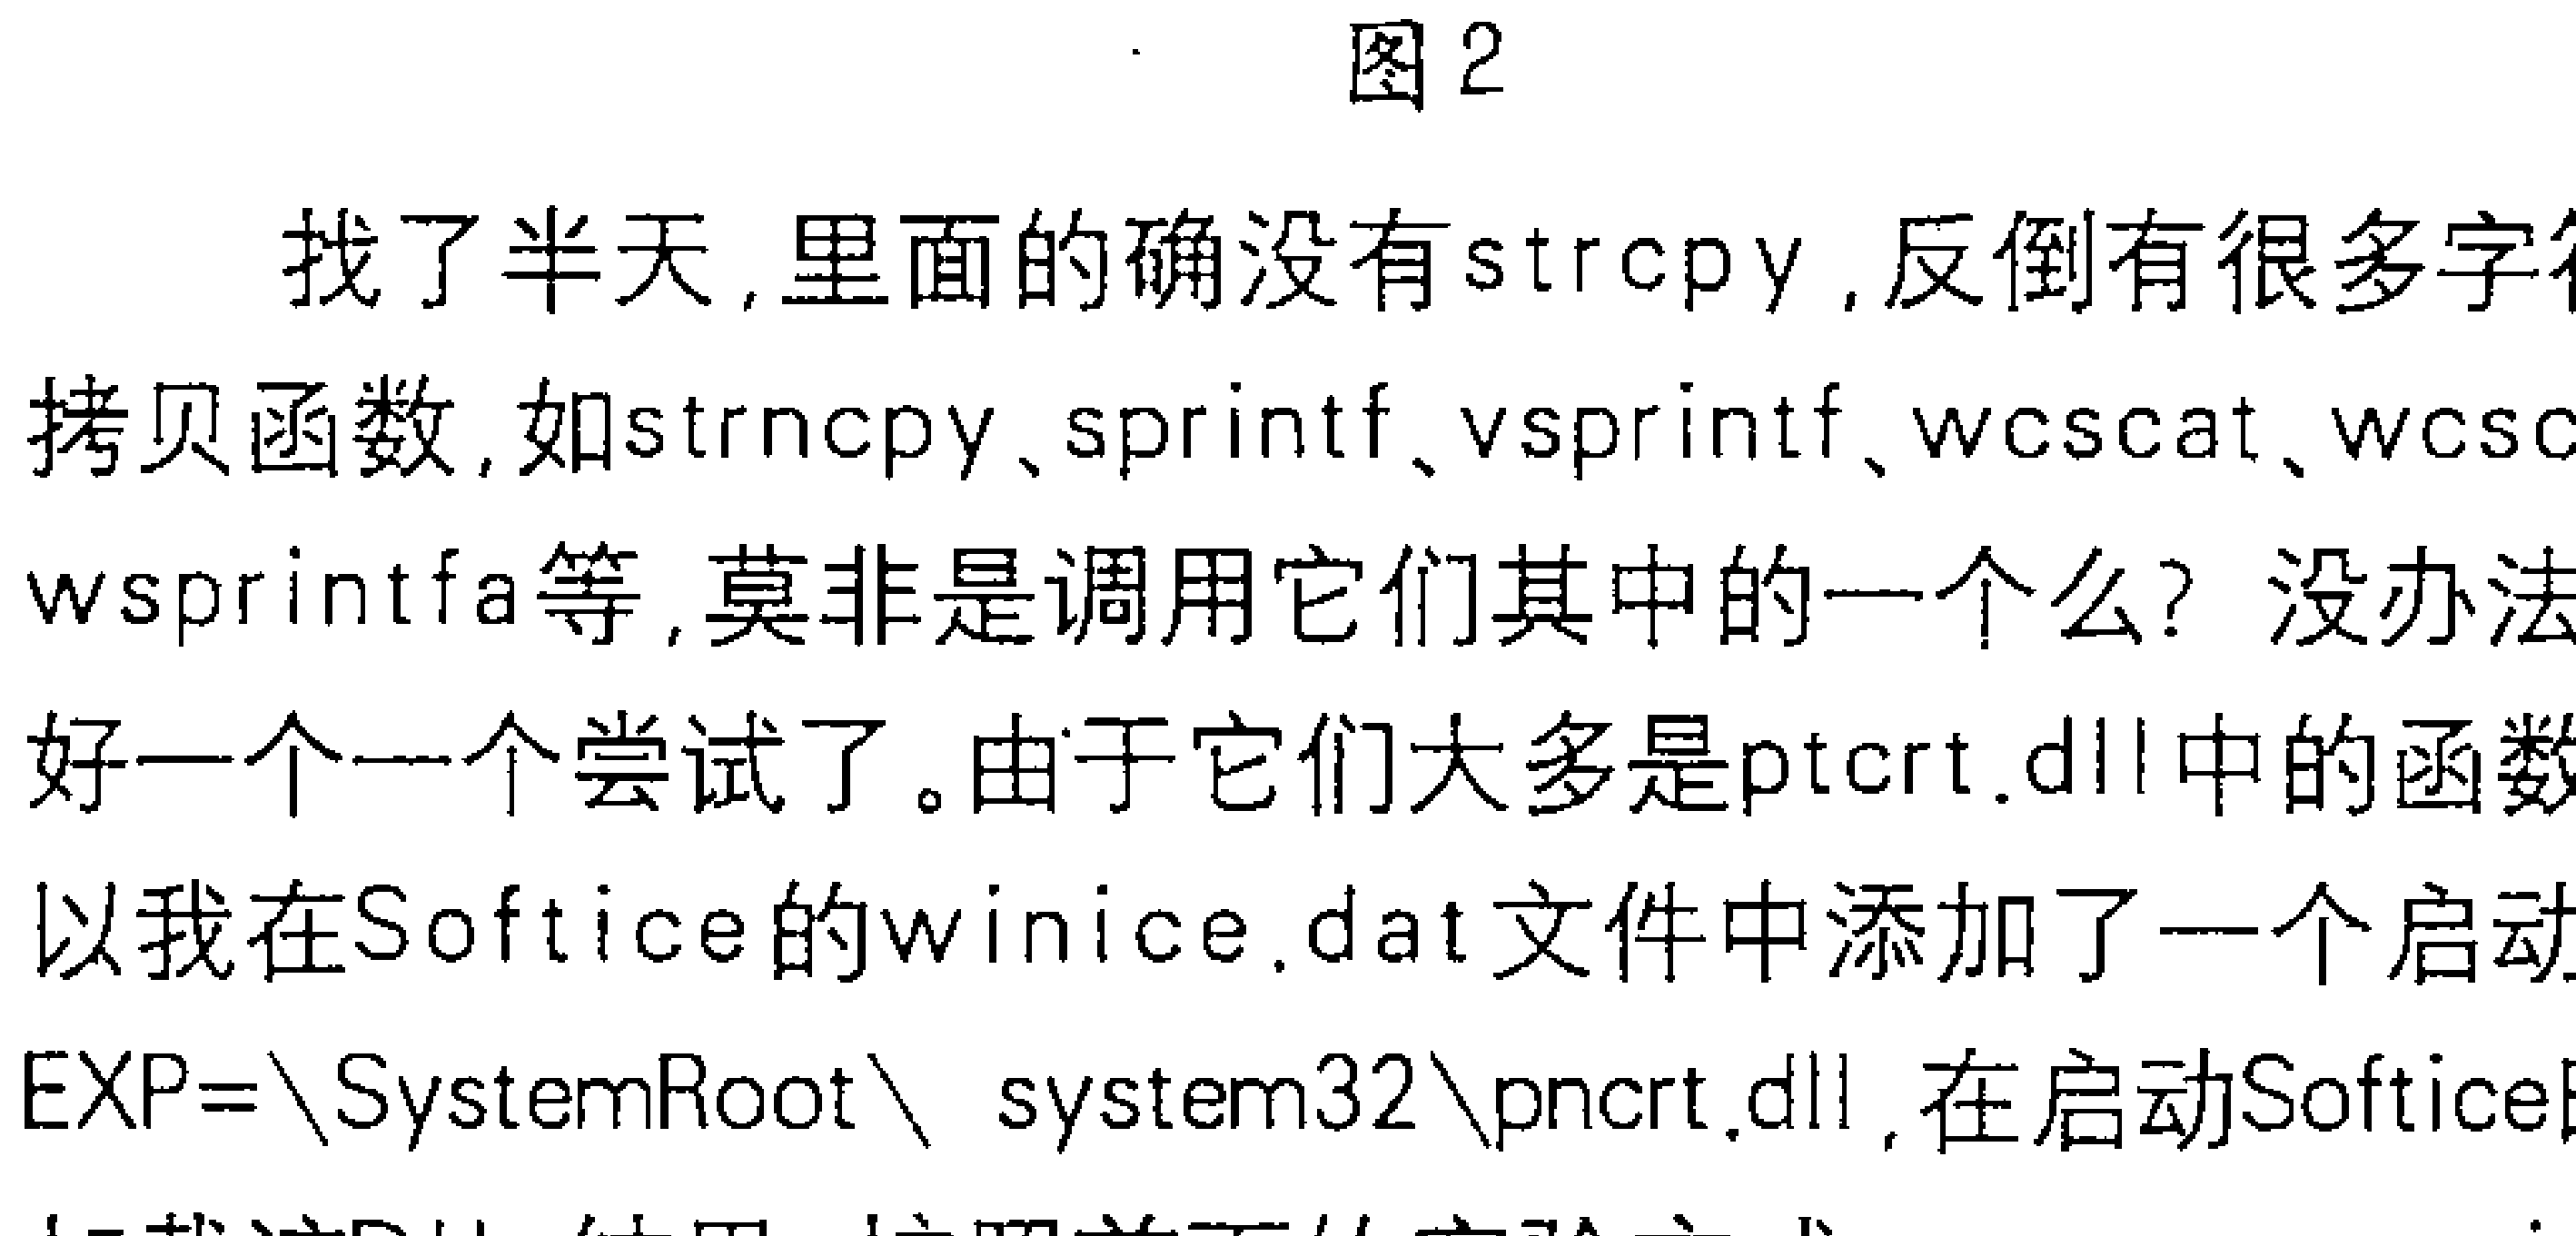 图2
找了半天,里面的确没有strcpy,反倒有很多字
拷贝函数,如strncpy、sprintf、vsprintf、wcscat、wcsc
wsprintfa等,莫非是调用它们其中的一个么? 没办法
好一个一个尝试了。由于它们大多是ptcrt.dll中的函数
以我在Softice的winice.dat文件中添加了一个启动
EXP=\SystemRoot\ system32\pncrt.dll,在启动Softice